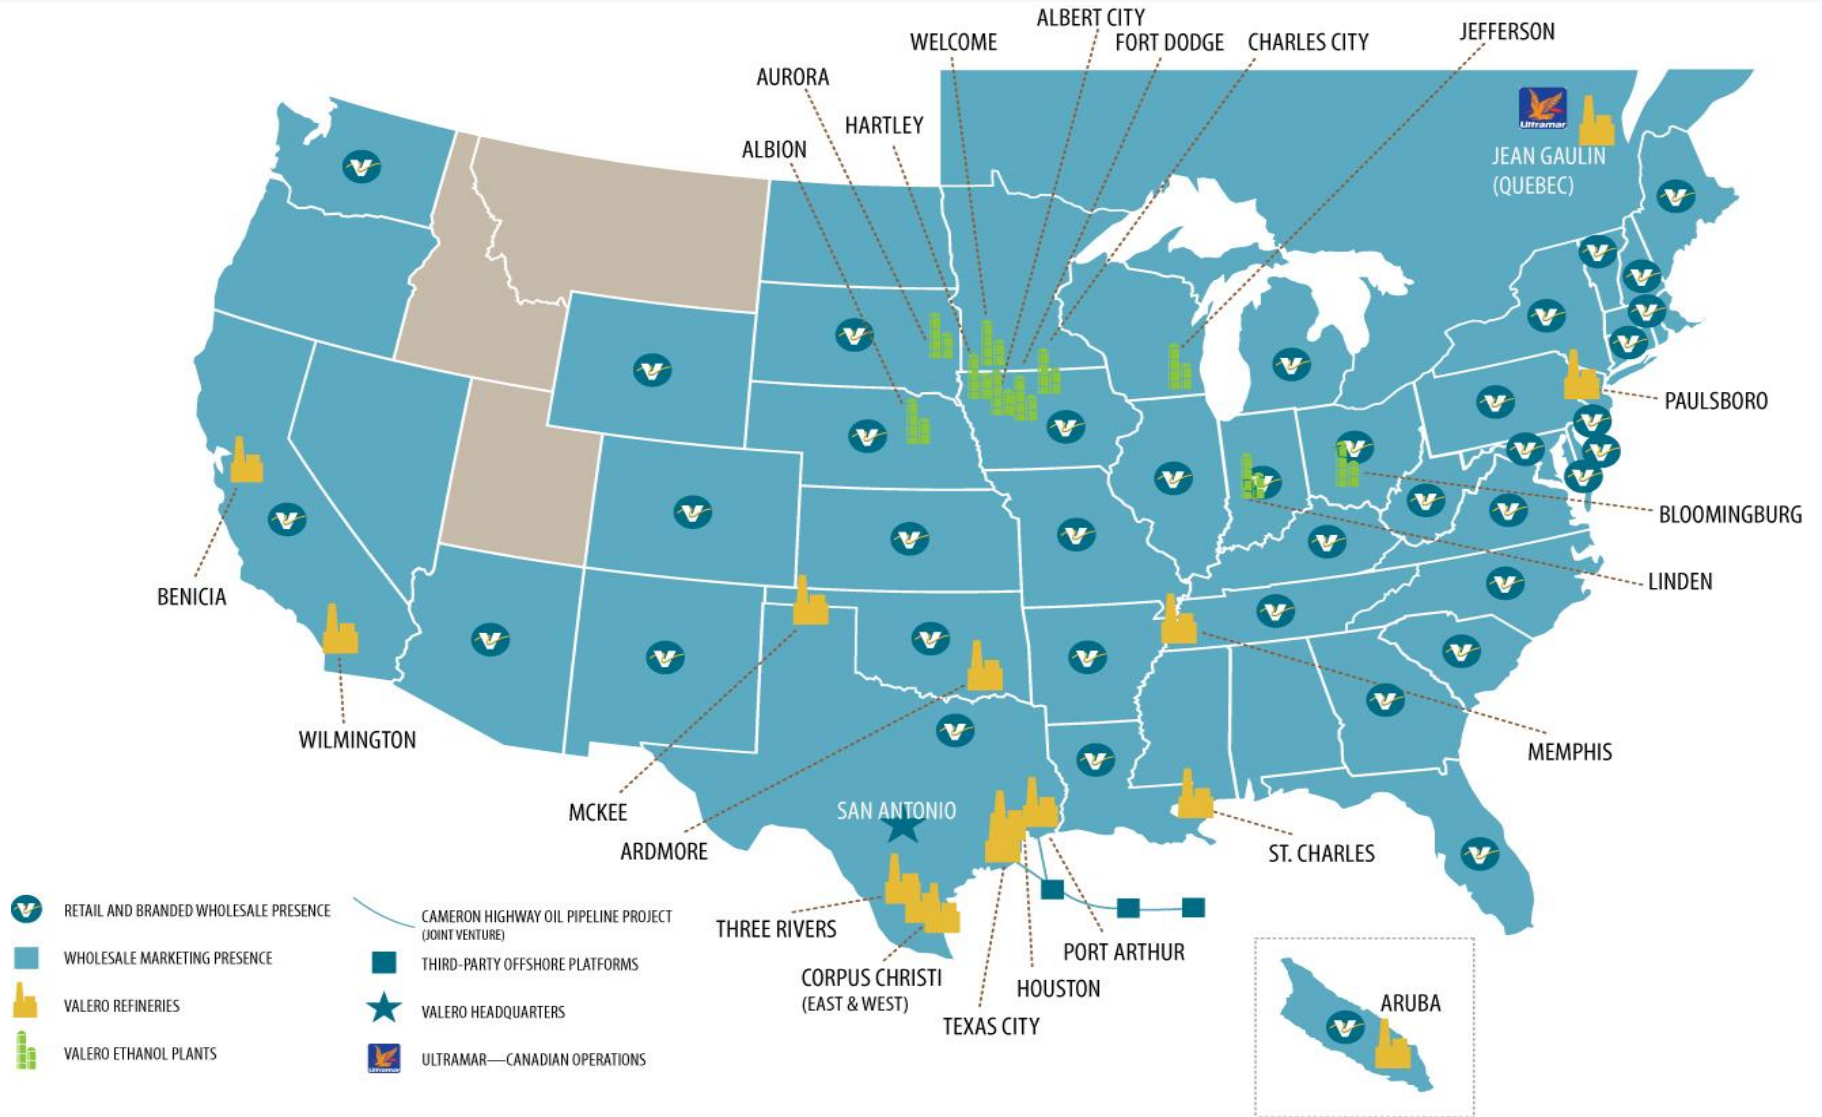 ALBERT CITY
WELCOME
FORT DODGE
CHARLES CITY
JEFFERSON
AURORA
HARTLEY
ALBION
Ultramar
JEAN GAULIN
(QUEBEC)
PAULSBORO
BLOOMINGBURG
LINDEN
BENICIA
WILMINGTON
MEMPHIS
MCKEE
SAN ANTONIO
ARDMORE
ST. CHARLES
THREE RIVERS
PORT ARTHUR
CORPUS CHRISTI
(EAST & WEST)
HOUSTON
TEXAS CITY
ARUBA
RETAIL AND BRANDED WHOLESALE PRESENCE
WHOLESALE MARKETING PRESENCE
VALERO REFINERIES
VALERO ETHANOL PLANTS
CAMERON HIGHWAY OIL PIPELINE PROJECT
(JOINT VENTURE)
THIRD-PARTY OFFSHORE PLATFORMS
VALERO HEADQUARTERS
Ultramar
ULTRAMAR—CANADIAN OPERATIONS